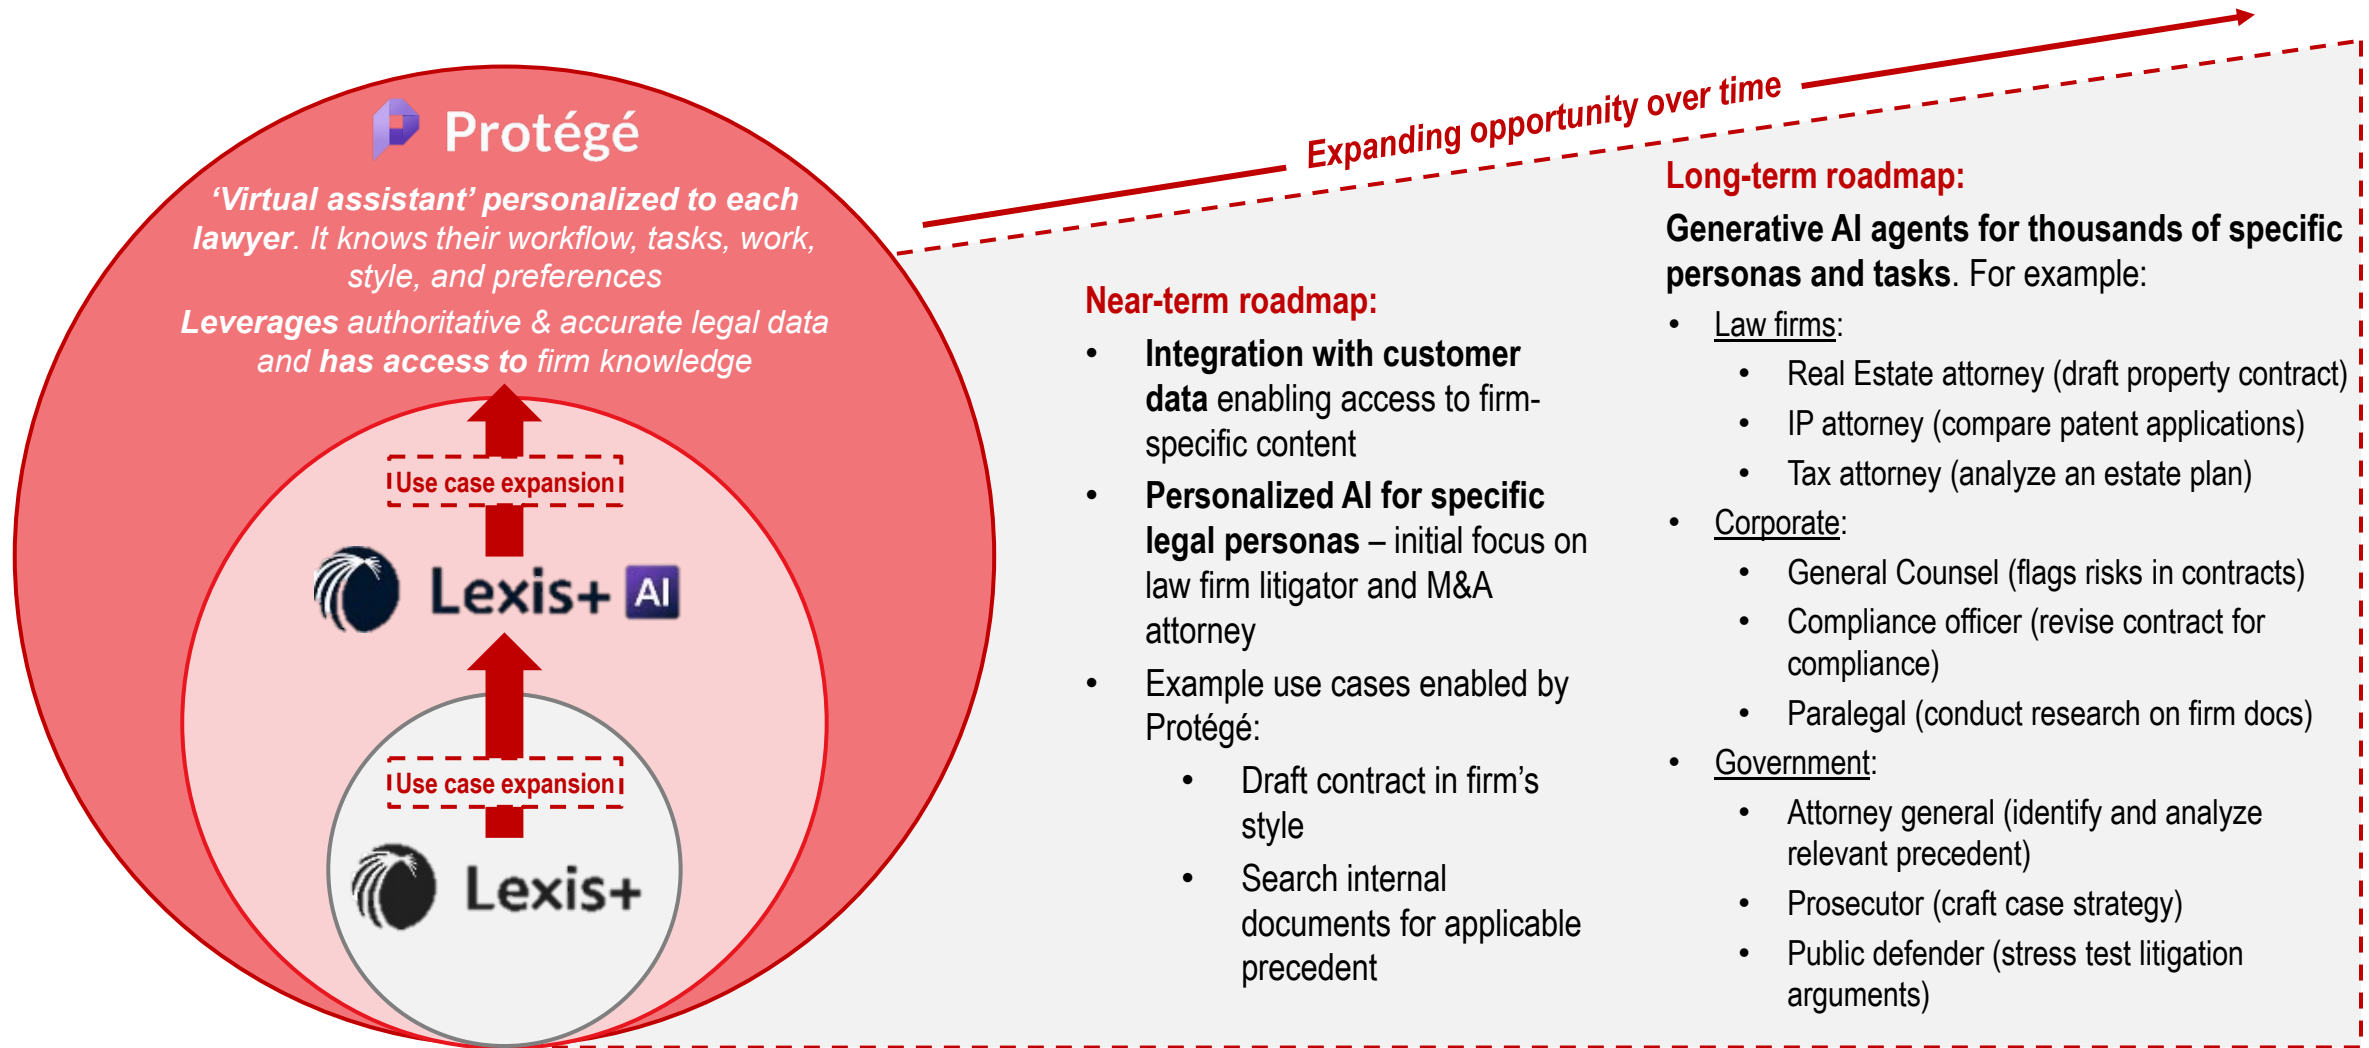 Expanding opportunity over time
Protégé
‘Virtual assistant’ personalized to each
lawyer. It knows their workflow, tasks, work,
style, and preferences
Leverages authoritative & accurate legal data
and has access to firm knowledge
Use case expansion
Lexis+ AI
Use case expansion
Lexis+
Near-term roadmap:
• Integration with customer
data enabling access to firm-
specific content
• Personalized AI for specific
legal personas – initial focus on
law firm litigator and M&A
attorney
• Example use cases enabled by
Protégé:
• Draft contract in firm’s
style
• Search internal
documents for applicable
precedent
Long-term roadmap:
Generative AI agents for thousands of specific
personas and tasks. For example:
• Law firms:
• Real Estate attorney (draft property contract)
• IP attorney (compare patent applications)
• Tax attorney (analyze an estate plan)
• Corporate:
• General Counsel (flags risks in contracts)
• Compliance officer (revise contract for
compliance)
• Paralegal (conduct research on firm docs)
• Government:
• Attorney general (identify and analyze
relevant precedent)
• Prosecutor (craft case strategy)
• Public defender (stress test litigation
arguments)